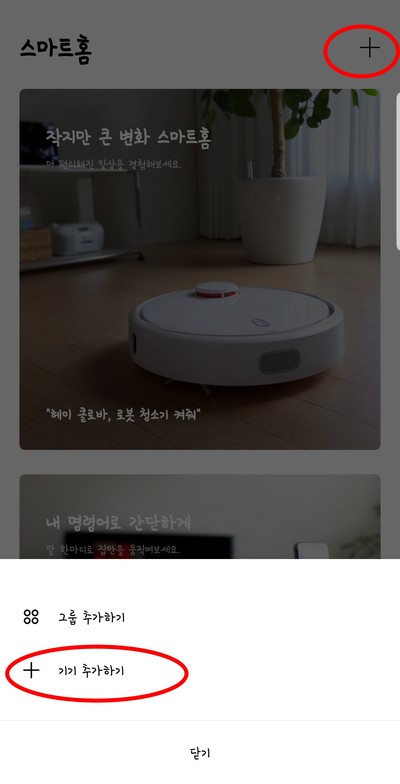 스마트홈
작지만 큰 변화 스마트홈
더 편리해진 일상을 경험해보세요.
"헤이 클로바, 로봇 청소기 켜줘"
내 명령어로 간단하게
말 한마디로 집안을 움직여보세요.
그룹 추가하기
기기 추가하기
닫기